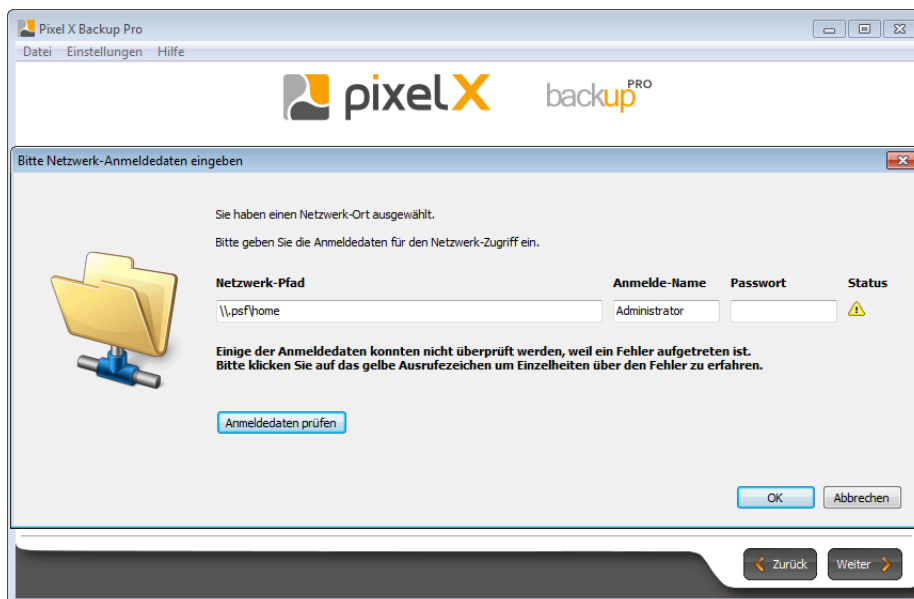 Pixel X Backup Pro
Datei Einstellungen Hilfe
pixelX backupPRO
Bitte Netzwerk-Anmeldedaten eingeben
Sie haben einen Netzwerk-Ort ausgewählt.
Bitte geben Sie die Anmeldedaten für den Netzwerk-Zugriff ein.
Netzwerk-Pfad Anmelde-Name Passwort Status
\\.psf\home Administrator
Einige der Anmeldedaten konnten nicht überprüft werden, weil ein Fehler aufgetreten ist.
Bitte klicken Sie auf das gelbe Ausrufezeichen um Einzelheiten über den Fehler zu erfahren.
Anmeldedaten prüfen
OK Abbrechen
Zurück Weiter